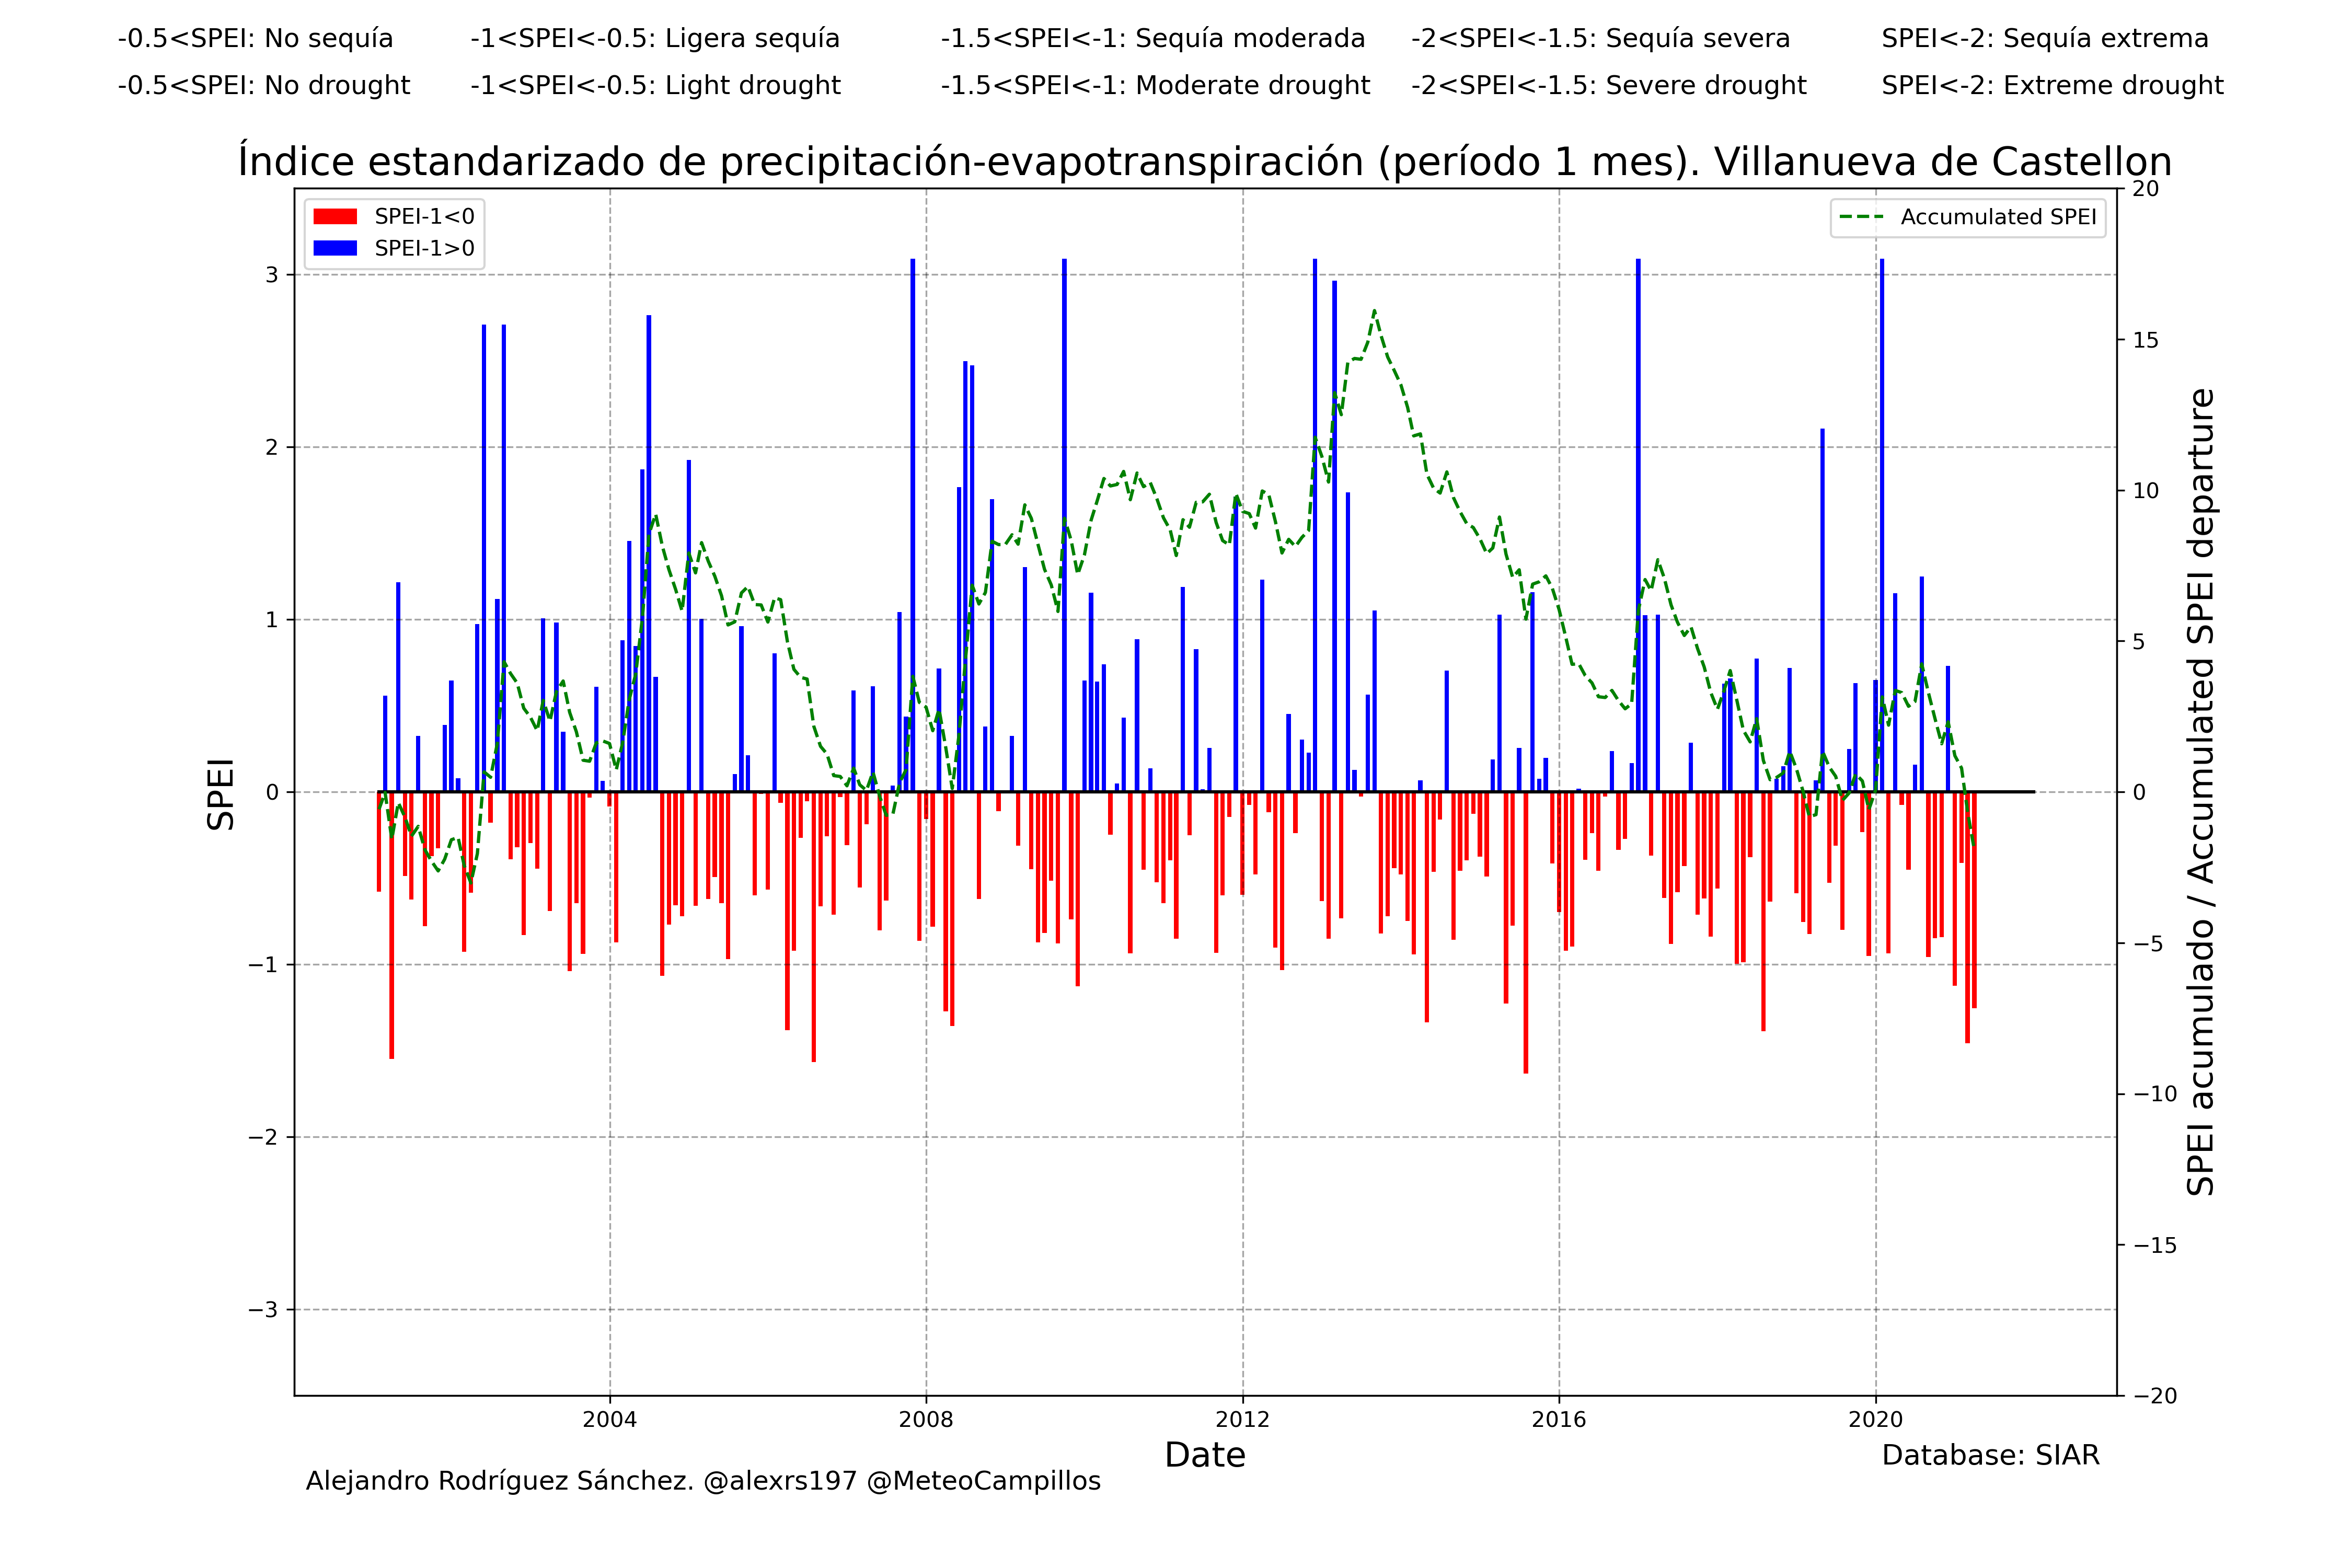 -0.5<SPEI: No sequía -1<SPEI<-0.5: Ligera sequía -1.5<SPEI<-1: Sequía moderada -2<SPEI<-1.5: Sequía severa SPEI<-2: Sequía extrema
-0.5<SPEI: No drought -1<SPEI<-0.5: Light drought -1.5<SPEI<-1: Moderate drought -2<SPEI<-1.5: Severe drought SPEI<-2: Extreme drought
Índice estandarizado de precipitación-evapotranspiración (período 1 mes). Villanueva de Castellon
SPEI-1<0
SPEI-1>0
Accumulated SPEI
SPEI
3
2
1
0
−1
−2
−3
20
15
10
5
0
−5
−10
−15
−20
SPEI acumulado / Accumulated SPEI departure
2004 2008 2012 2016 2020
Date
Database: SIAR
Alejandro Rodríguez Sánchez. @alexrs197 @MeteoCampillos